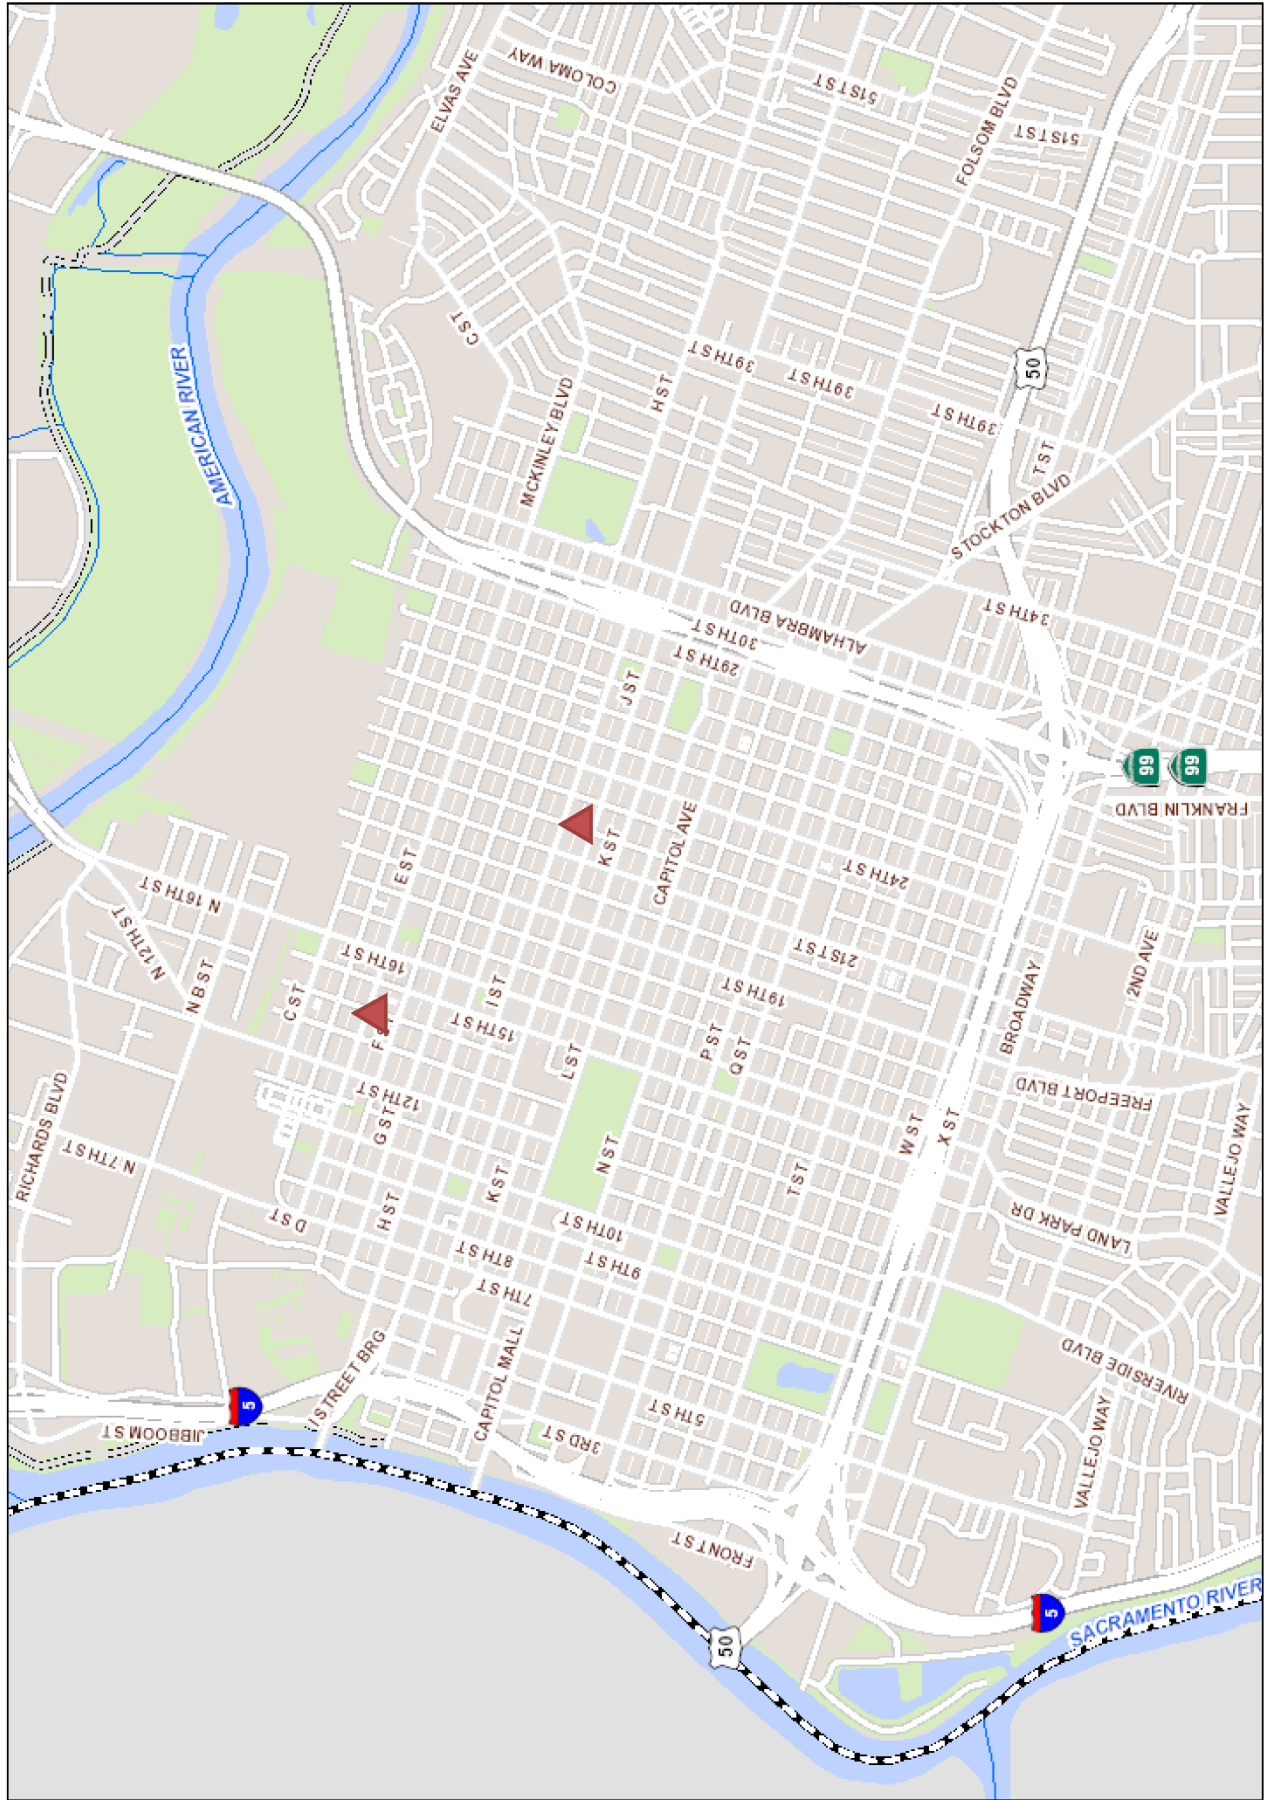 ELVAS AVE
COLOMA WAY
51ST ST
FOLSOM BLVD
51ST ST
AMERICAN RIVER
C ST
MCKINLEY BLVD
H ST
39TH ST
39TH ST
39TH ST
50
T ST
STOCKTON BLVD
34TH ST
ALHAMBRA BLVD
30TH ST
29TH ST
J ST
99
99
FRANKLIN BLVD
K ST
CAPITOL AVE
24TH ST
E ST
N 16TH ST
N 12TH ST
N B ST
C ST
16TH ST
I ST
15TH ST
21ST ST
19TH ST
2ND AVE
BROADWAY
L ST
P ST
Q ST
12TH ST
G ST
FREEPORT BLVD
RICHARDS BLVD
N 7TH ST
D ST
H ST
K ST
N ST
T ST
W ST
X ST
VALLEJO WAY
LAND PARK DR
10TH ST
9TH ST
8TH ST
7TH ST
CAPITOL MALL
I STREET BRG
5
JIBBOOM ST
3RD ST
5TH ST
RIVERSIDE BLVD
VALLEJO WAY
FRONT ST
50
5
SACRAMENTO RIVER